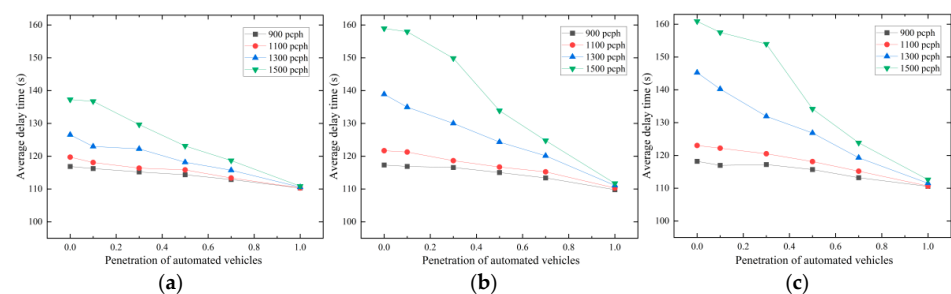 160
150
140
130
120
110
100
Average delay time (s)
900 pcph
1100 pcph
1300 pcph
1500 pcph
0.0 0.2 0.4 0.6 0.8 1.0
Penetration of automated vehicles
(a)
160
150
140
130
120
110
100
Average delay time (s)
900 pcph
1100 pcph
1300 pcph
1500 pcph
0.0 0.2 0.4 0.6 0.8 1.0
Penetration of automated vehicles
(b)
160
150
140
130
120
110
100
Average delay time (s)
900 pcph
1100 pcph
1300 pcph
1500 pcph
0.0 0.2 0.4 0.6 0.8 1.0
Penetration of automated vehicles
(c)